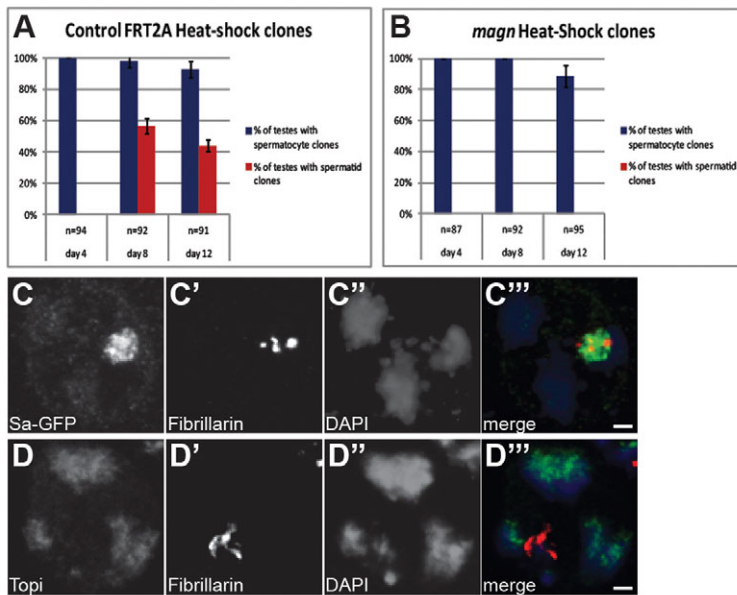 A
Control FRT2A Heat-shock clones
100%
80%
60%
40%
20%
0%
n=94
n=92
n=91
day 4
day 8
day 12
% of testes with spermatocyte clones
% of testes with spermatid clones
B
magn Heat-Shock clones
100%
80%
60%
40%
20%
0%
n=87
n=92
n=95
day 4
day 8
day 12
% of testes with spermatocyte clones
% of testes with spermatid clones
C
Sa-GFP
C'
Fibrillarin
C''
DAPI
C'''
merge
D
Topi
D'
Fibrillarin
D''
DAPI
D'''
merge